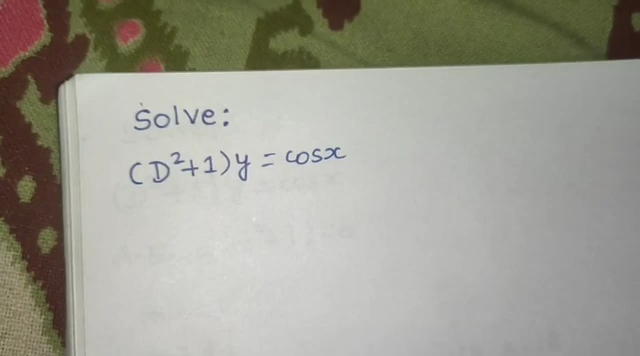 Solve:
(D²+1)y = cosx